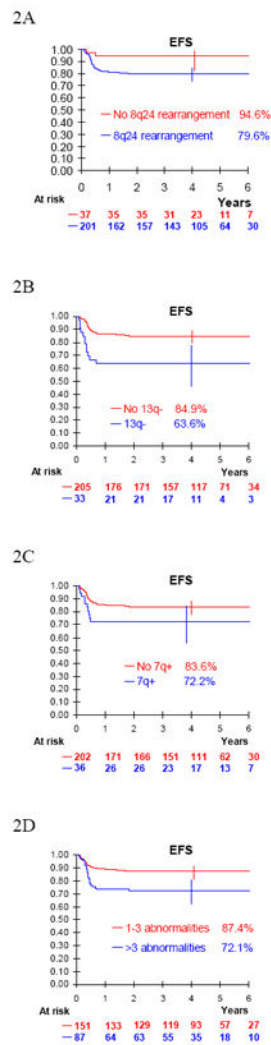 2A
EFS
1.00
0.90
0.80
0.70
0.60
0.50
0.40
0.30
0.20
0.10
0.00
No 8q24 rearrangement 94.6%
8q24 rearrangement 79.6%
0 1 2 3 4 5 6
At risk
Years
37 35 35 31 23 11 7
201 162 157 143 105 64 30
2B
EFS
1.00
0.90
0.80
0.70
0.60
0.50
0.40
0.30
0.20
0.10
0.00
No 13q- 84.9%
13q- 63.6%
0 1 2 3 4 5 6
At risk
Years
205 176 171 157 117 71 34
33 21 21 17 11 4 3
2C
EFS
1.00
0.90
0.80
0.70
0.60
0.50
0.40
0.30
0.20
0.10
0.00
No 7q+ 83.6%
7q+ 72.2%
0 1 2 3 4 5 6
At risk
Years
202 171 166 151 111 62 30
36 26 26 23 17 13 7
2D
EFS
1.00
0.90
0.80
0.70
0.60
0.50
0.40
0.30
0.20
0.10
0.00
1-3 abnormalities 87.4%
>3 abnormalities 72.1%
0 1 2 3 4 5 6
At risk
Years
151 133 129 119 93 57 27
87 64 63 55 35 18 10